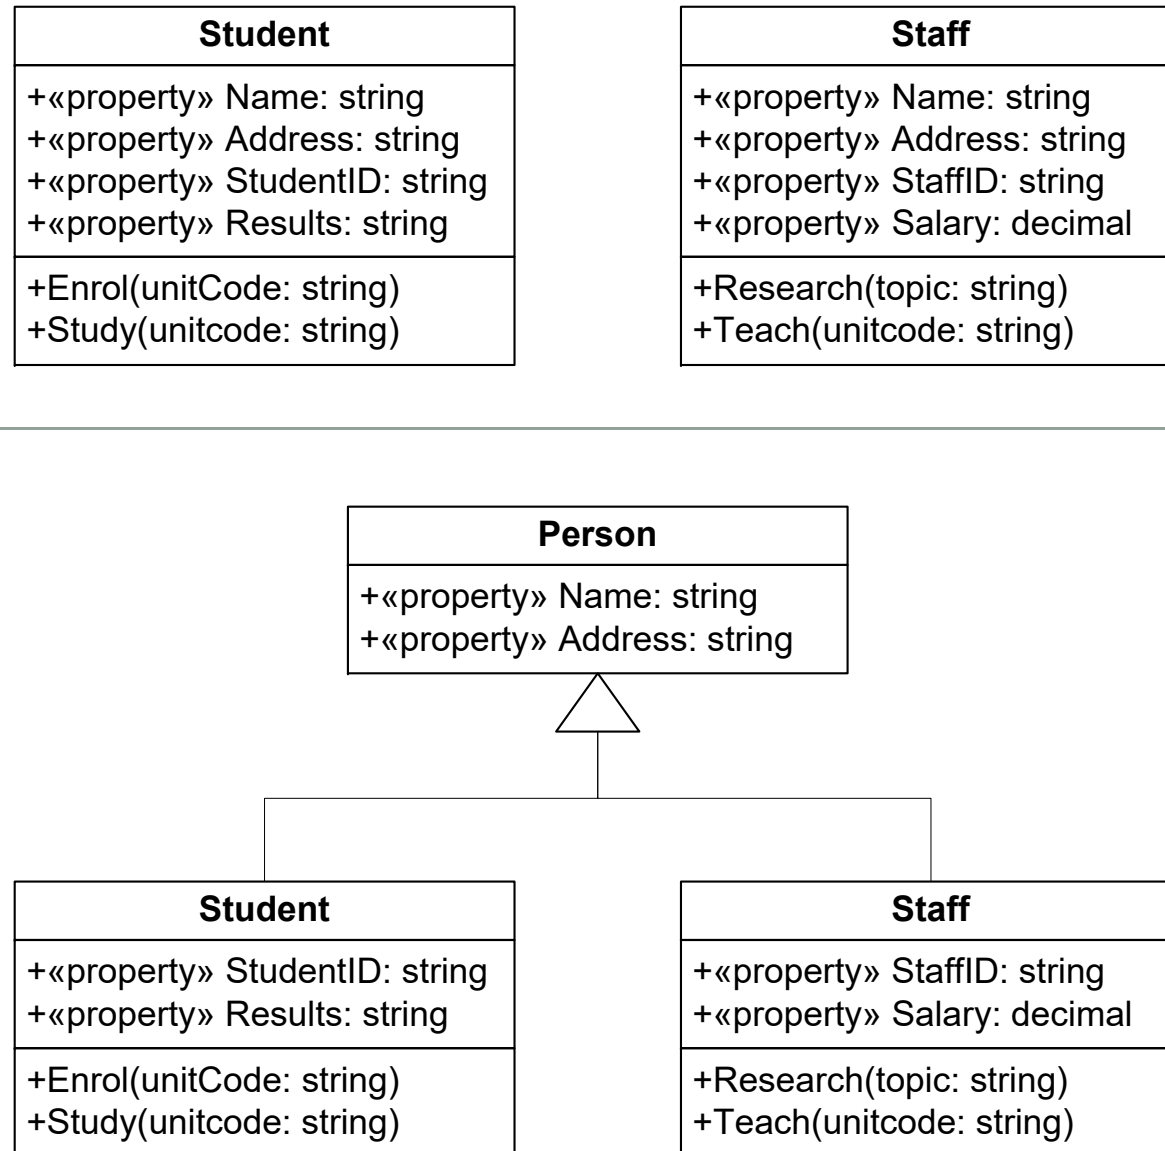 Student
+«property» Name: string
+«property» Address: string
+«property» StudentID: string
+«property» Results: string
+Enrol(unitCode: string)
+Study(unitcode: string)
Staff
+«property» Name: string
+«property» Address: string
+«property» StaffID: string
+«property» Salary: decimal
+Research(topic: string)
+Teach(unitcode: string)
Person
+«property» Name: string
+«property» Address: string
Student
+«property» StudentID: string
+«property» Results: string
+Enrol(unitCode: string)
+Study(unitcode: string)
Staff
+«property» StaffID: string
+«property» Salary: decimal
+Research(topic: string)
+Teach(unitcode: string)